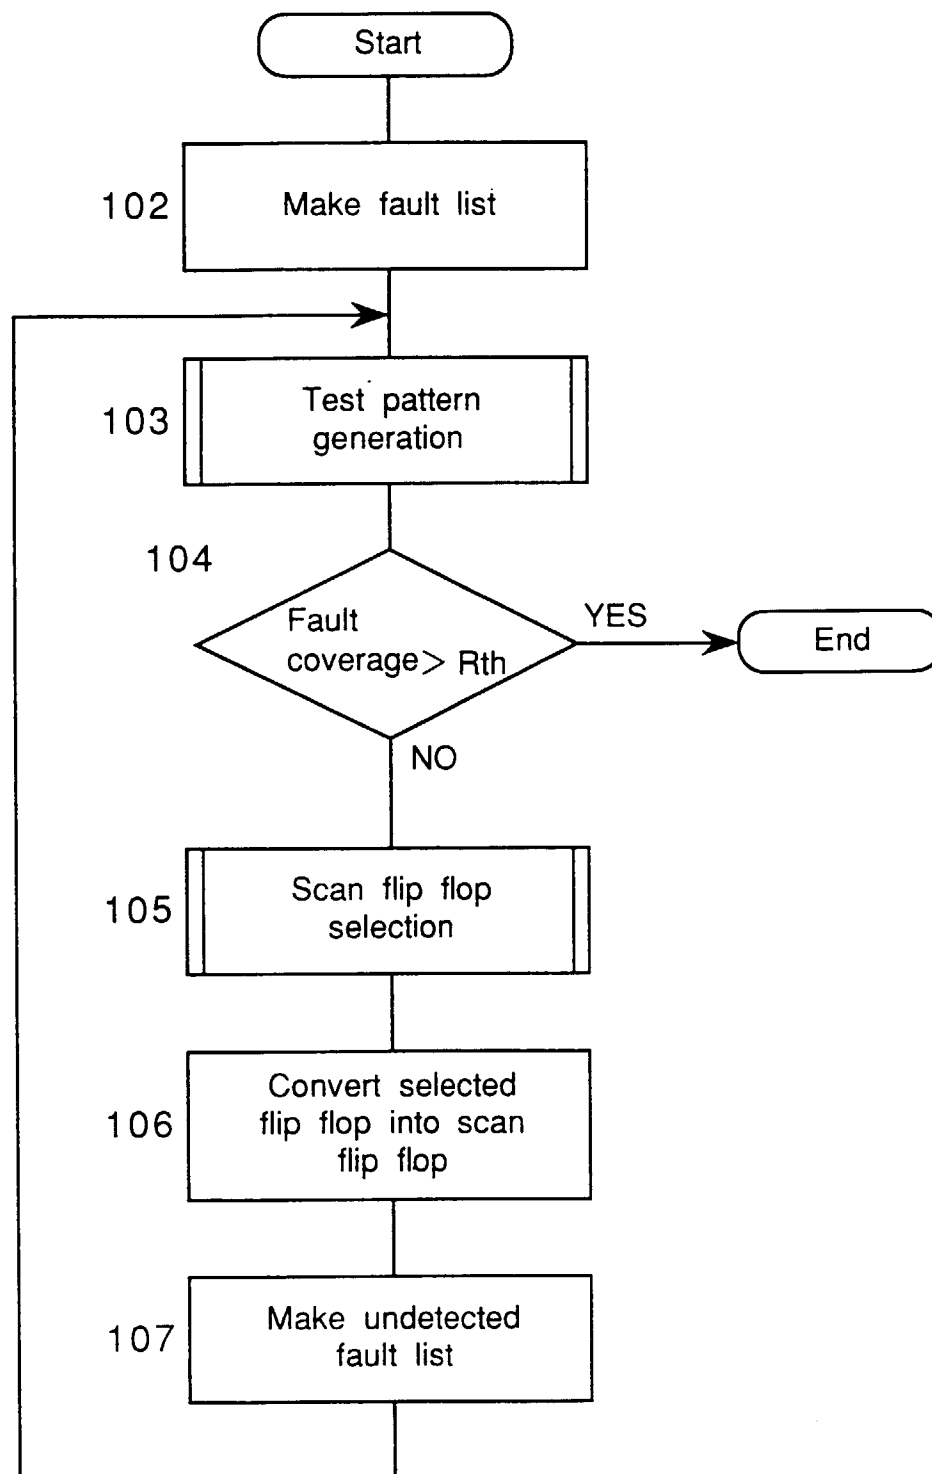 Start
102
Make fault list
103
Test pattern
generation
104
Fault
coverage > Rth
YES
End
NO
105
Scan flip flop
selection
106
Convert selected
flip flop into scan
flip flop
107
Make undetected
fault list